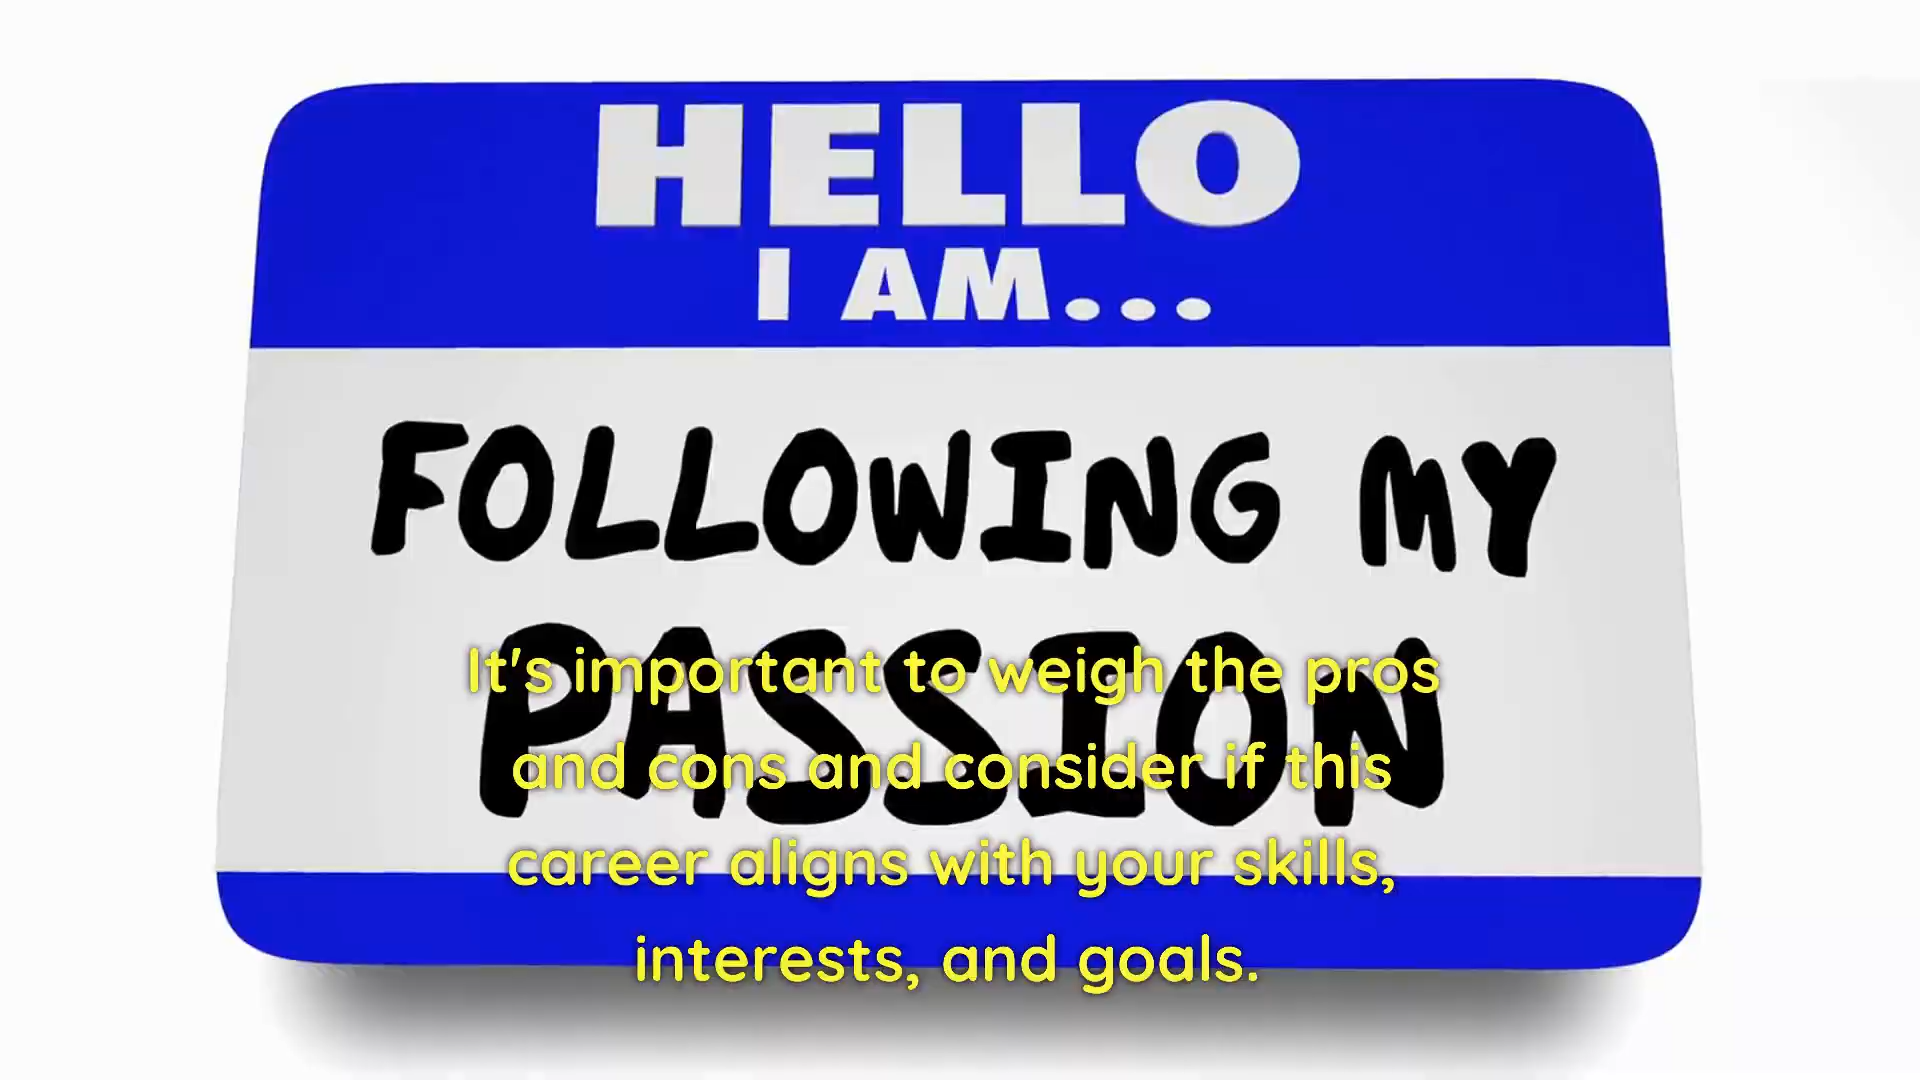 HELLO
I AM...
FOLLOWING MY
PASSION
It's important to weigh the pros
and cons and consider if this
career aligns with your skills,
interests, and goals.